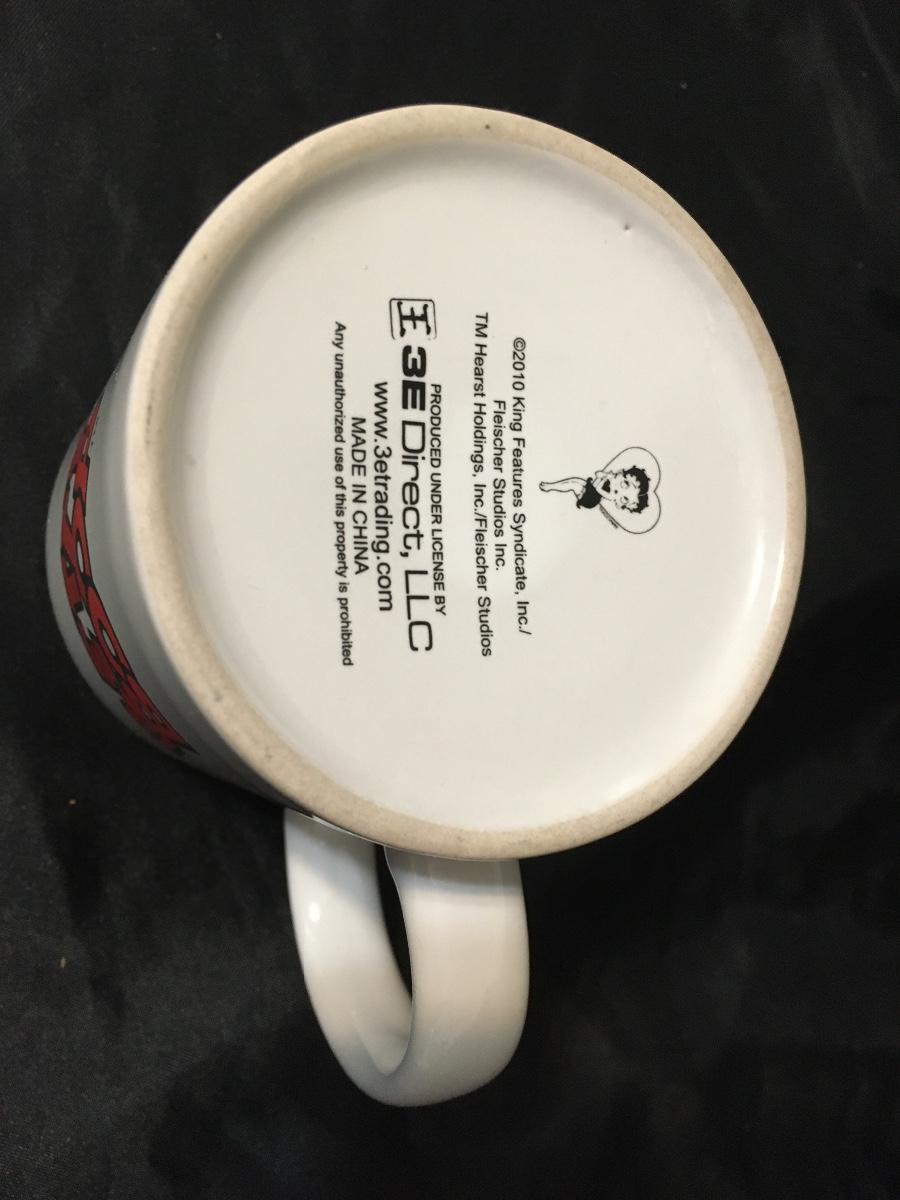 ©2010 King Features Syndicate, Inc./
Fleischer Studios Inc.
TM Hearst Holdings, Inc./Fleischer Studios
PRODUCED UNDER LICENSE BY
3E Direct, LLC
www.3etrading.com
MADE IN CHINA
Any unauthorized use of this property is prohibited